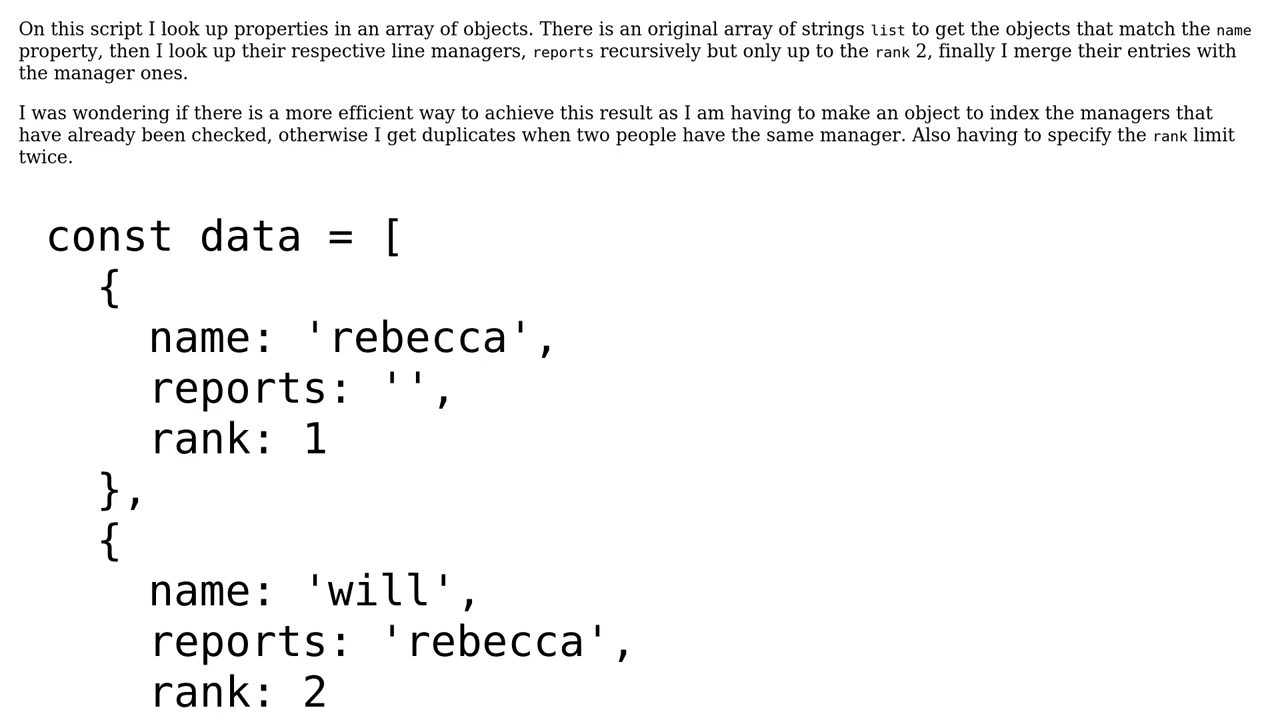 On this script I look up properties in an array of objects. There is an original array of strings list to get the objects that match the name
property, then I look up their respective line managers, reports recursively but only up to the rank 2, finally I merge their entries with
the manager ones.
I was wondering if there is a more efficient way to achieve this result as I am having to make an object to index the managers that
have already been checked, otherwise I get duplicates when two people have the same manager. Also having to specify the rank limit
twice.
const data = [
  {
    name: 'rebecca',
    reports: '',
    rank: 1
  },
  {
    name: 'will',
    reports: 'rebecca',
    rank: 2